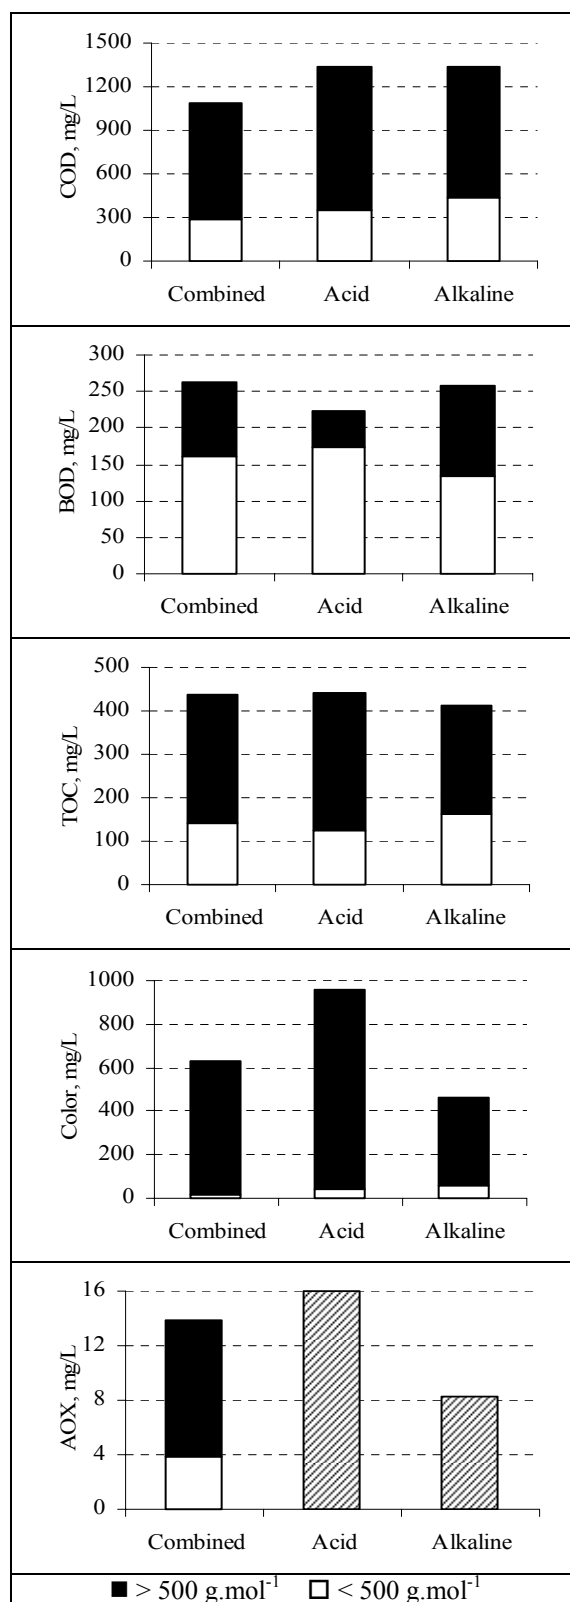 COD, mg/L
1500
1200
900
600
300
0
Combined Acid Alkaline
BOD, mg/L
300
250
200
150
100
50
0
Combined Acid Alkaline
TOC, mg/L
500
400
300
200
100
0
Combined Acid Alkaline
Color, mg/L
1000
800
600
400
200
0
Combined Acid Alkaline
AOX, mg/L
16
12
8
4
0
Combined Acid Alkaline
> 500 g.mol⁻¹ < 500 g.mol⁻¹